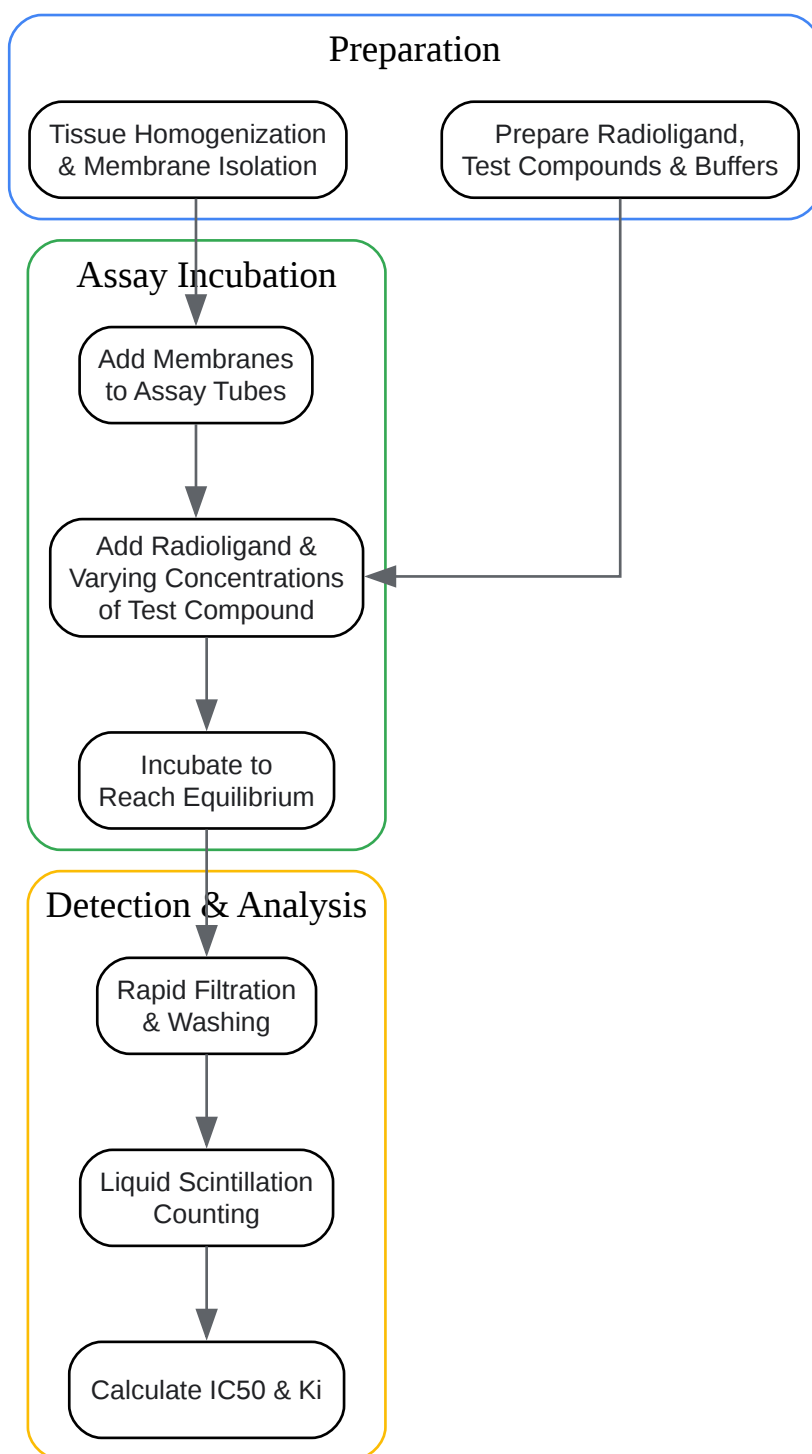 Preparation
Tissue Homogenization
& Membrane Isolation
Prepare Radioligand,
Test Compounds & Buffers
Assay Incubation
Add Membranes
to Assay Tubes
Add Radioligand &
Varying Concentrations
of Test Compound
Incubate to
Reach Equilibrium
Detection & Analysis
Rapid Filtration
& Washing
Liquid Scintillation
Counting
Calculate IC50 & Ki